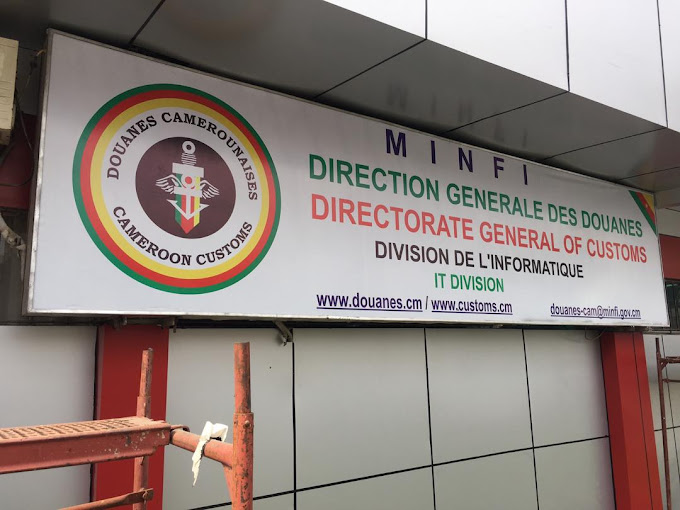 DOUANES CAMEROUNAISES
CAMEROON CUSTOMS
MINFI
DIRECTION GENERALE DES DOUANES
DIRECTORATE GENERAL OF CUSTOMS
DIVISION DE L'INFORMATIQUE
IT DIVISION
www.douanes.cm / www.customs.cm
douanes-cam@minfi.gov.cm